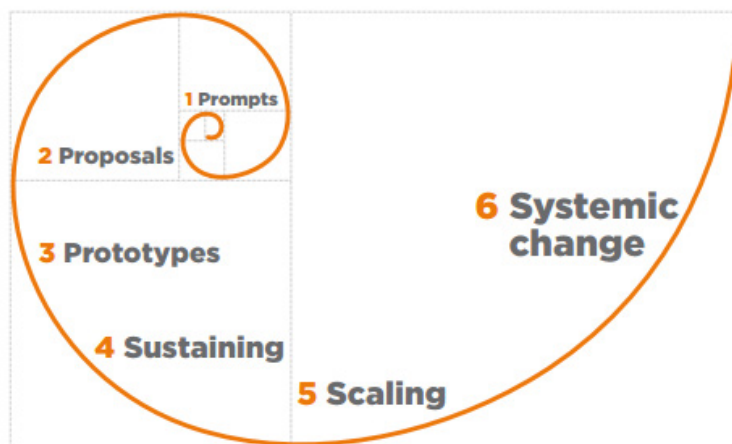 1 Prompts
2 Proposals
3 Prototypes
4 Sustaining
5 Scaling
6 Systemic
change